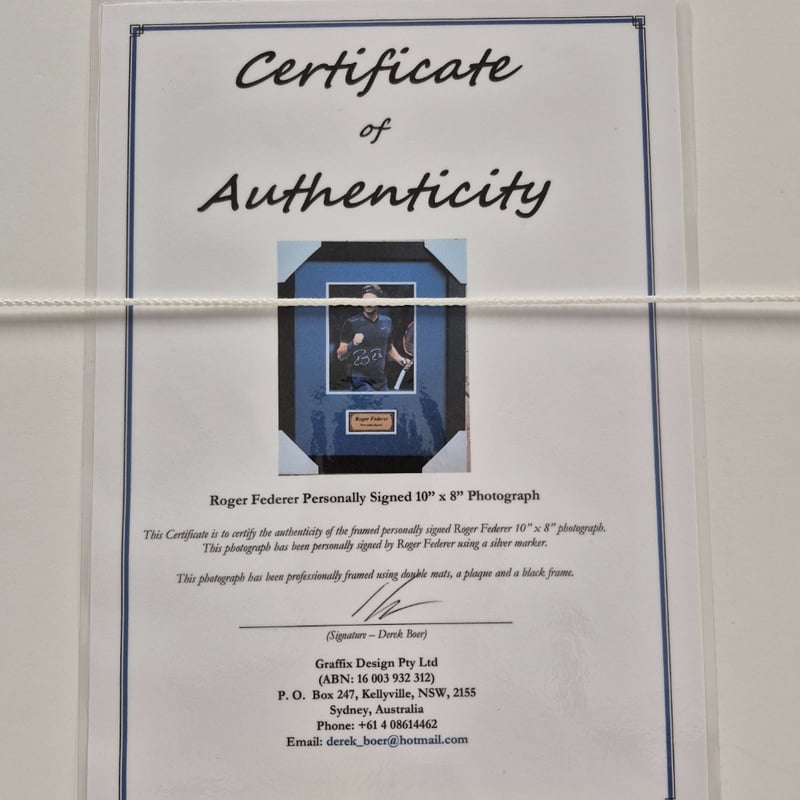 Certificate
of
Authenticity
Roger Federer
Roger Federer Personally Signed 10” x 8” Photograph
This Certificate is to certify the authenticity of the framed personally signed Roger Federer 10” x 8” photograph.
This photograph has been personally signed by Roger Federer using a silver marker.
This photograph has been professionally framed using double mats, a plaque and a black frame.
(Signature – Derek Boer)
Graffix Design Pty Ltd
(ABN: 16 003 932 312)
P. O. Box 247, Kellyville, NSW, 2155
Sydney, Australia
Phone: +61 4 08614462
Email: derek_boer@hotmail.com